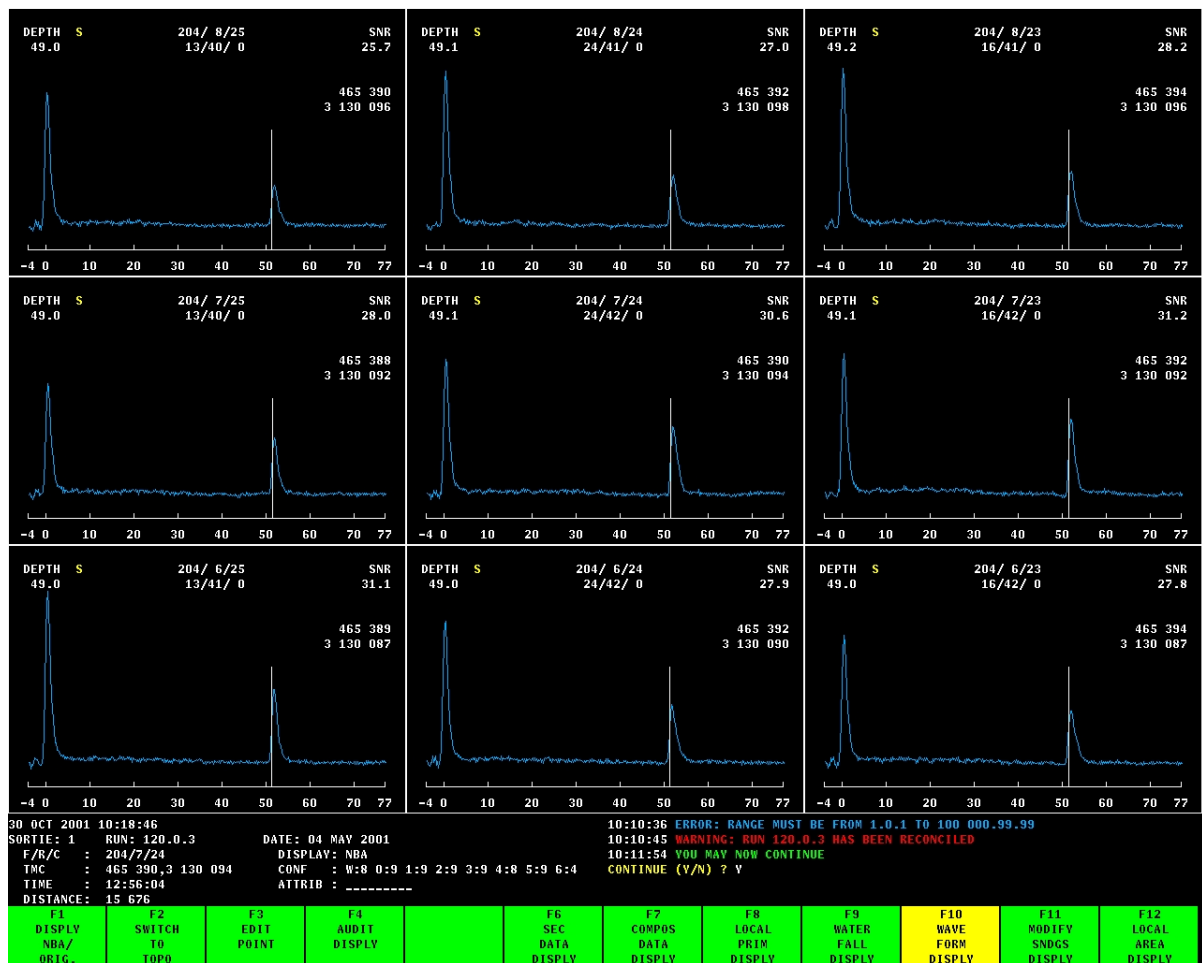 DEPTH S 204/ 8/25 SNR
49.0 13/40/ 0 25.7
465 390
3 130 096
-4 0 10 20 30 40 50 60 70 77
DEPTH S 204/ 8/24 SNR
49.1 24/41/ 0 27.0
465 392
3 130 098
-4 0 10 20 30 40 50 60 70 77
DEPTH S 204/ 8/23 SNR
49.2 16/41/ 0 28.2
465 394
3 130 096
-4 0 10 20 30 40 50 60 70 77
DEPTH S 204/ 7/25 SNR
49.0 13/40/ 0 28.0
465 388
3 130 092
-4 0 10 20 30 40 50 60 70 77
DEPTH S 204/ 7/24 SNR
49.1 24/42/ 0 30.6
465 390
3 130 094
-4 0 10 20 30 40 50 60 70 77
DEPTH S 204/ 7/23 SNR
49.1 16/42/ 0 31.2
465 392
3 130 092
-4 0 10 20 30 40 50 60 70 77
DEPTH S 204/ 6/25 SNR
49.0 13/41/ 0 31.1
465 389
3 130 087
-4 0 10 20 30 40 50 60 70 77
DEPTH S 204/ 6/24 SNR
49.0 24/42/ 0 27.9
465 392
3 130 090
-4 0 10 20 30 40 50 60 70 77
DEPTH S 204/ 6/23 SNR
49.0 16/42/ 0 27.8
465 394
3 130 087
-4 0 10 20 30 40 50 60 70 77
30 OCT 2001 10:18:46
SORTIE: 1 RUN: 120.0.3 DATE: 04 MAY 2001
F/R/C : 204/7/24 DISPLAY: NBA
TMC : 465 390,3 130 094 CONF : W:8 0:9 1:9 2:9 3:9 4:8 5:9 6:4
TIME : 12:56:04 ATTRIB : _________
DISTANCE: 15 676
10:10:36 ERROR: RANGE MUST BE FROM 1.0.1 TO 100 000.99.99
10:10:45 WARNING: RUN 120.0.3 HAS BEEN RECONCILED
10:11:54 YOU MAY NOW CONTINUE
CONTINUE (Y/N) ? Y
F1
DISPLY
NBA/
ORIG.
F2
SWITCH
TO
TOPO
F3
EDIT
POINT
F4
AUDIT
DISPLY
F6
SEC
DATA
DISPLY
F7
COMPOS
DATA
DISPLY
F8
LOCAL
PRIM
DISPLY
F9
WATER
FALL
DISPLY
F10
WAVE
FORM
DISPLY
F11
MODIFY
SNDGS
DISPLY
F12
LOCAL
AREA
DISPLY